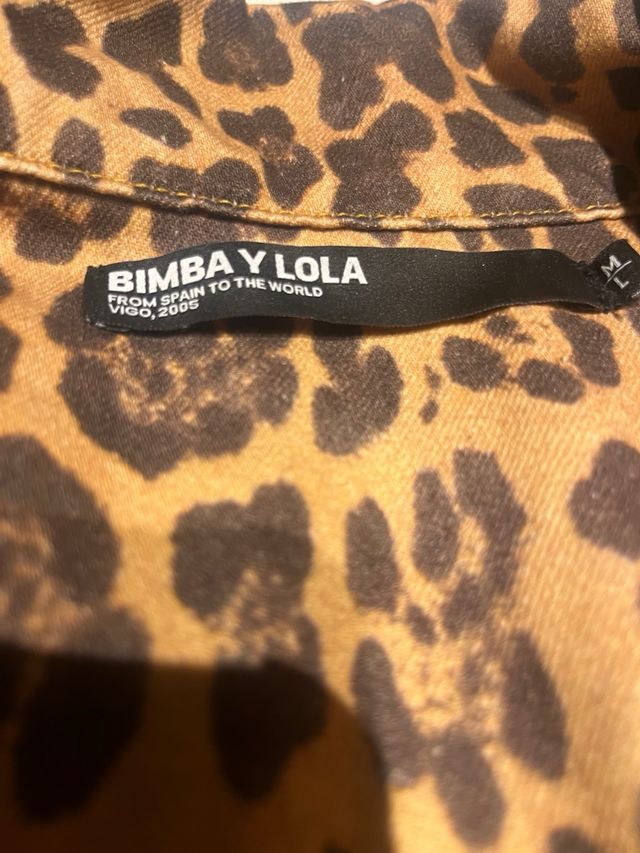 BIMBA Y LOLA
FROM SPAIN TO THE WORLD
VIGO, 2005
M
L